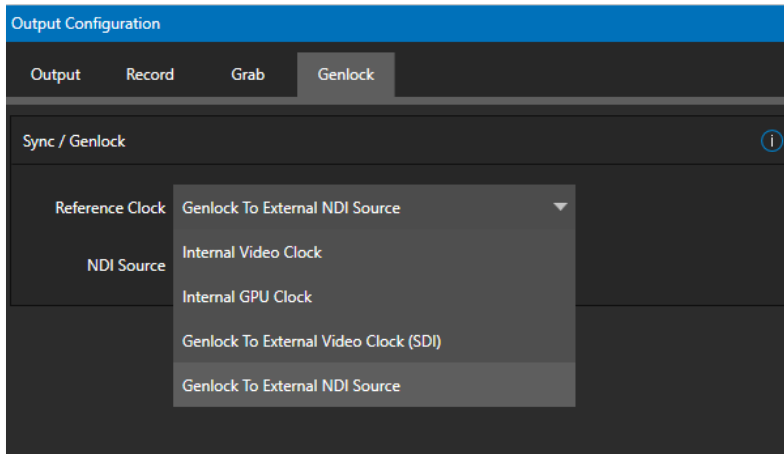 Output Configuration
Output Record Grab Genlock
Sync / Genlock
Reference Clock Genlock To External NDI Source
NDI Source
Internal Video Clock
Internal GPU Clock
Genlock To External Video Clock (SDI)
Genlock To External NDI Source